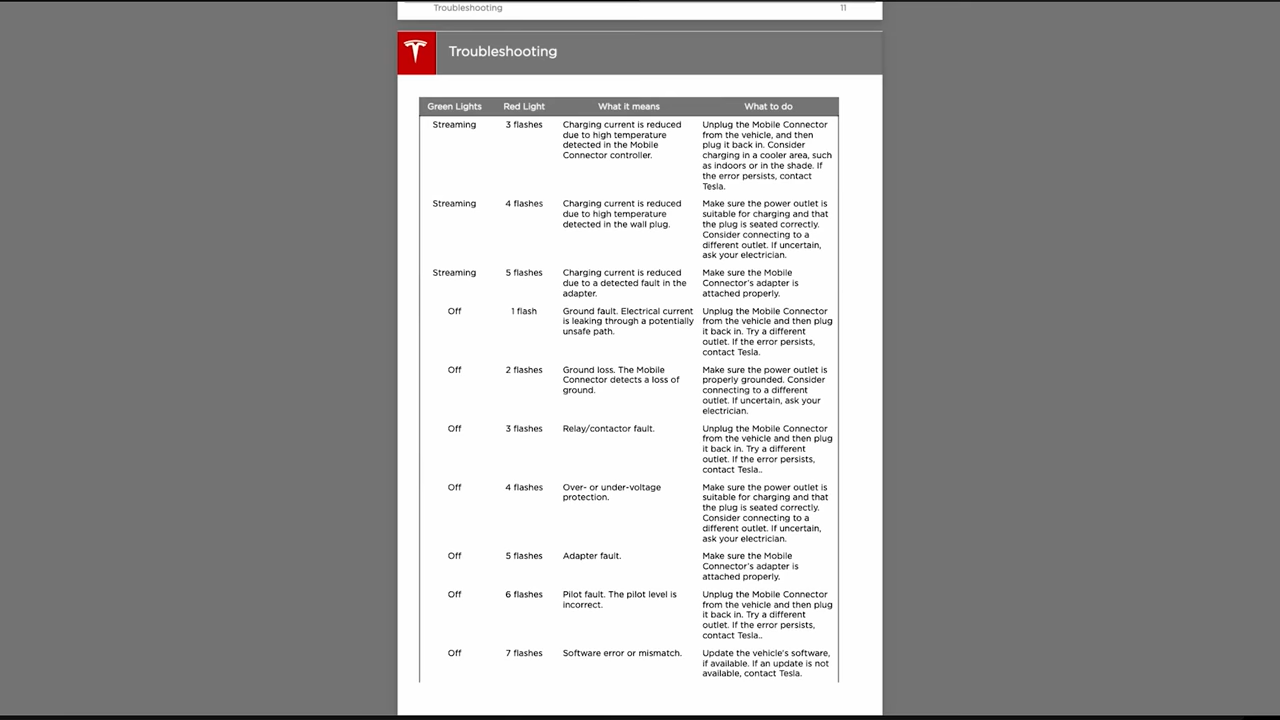 Troubleshooting 11
Troubleshooting
Green Lights Red Light What it means What to do
Streaming 3 flashes Charging current is reduced
due to high temperature
detected in the Mobile
Connector controller.
Unplug the Mobile Connector
from the vehicle, and then
plug it back in. Consider
charging in a cooler area, such
as indoors or in the shade. If
the error persists, contact
Tesla.
Streaming 4 flashes Charging current is reduced
due to high temperature
detected in the wall plug.
Make sure the power outlet is
suitable for charging and that
the plug is seated correctly.
Consider connecting to a
different outlet. If uncertain,
ask your electrician.
Streaming 5 flashes Charging current is reduced
due to a detected fault in the
adapter.
Make sure the Mobile
Connector's adapter is
attached properly.
Off 1 flash Ground fault. Electrical current
is leaking through a potentially
unsafe path.
Unplug the Mobile Connector
from the vehicle and then plug
it back in. Try a different
outlet. If the error persists,
contact Tesla.
Off 2 flashes Ground loss. The Mobile
Connector detects a loss of
ground.
Make sure the power outlet is
properly grounded. Consider
connecting to a different
outlet. If uncertain, ask your
electrician.
Off 3 flashes Relay/contactor fault.
Unplug the Mobile Connector
from the vehicle and then plug
it back in. Try a different
outlet. If the error persists,
contact Tesla..
Off 4 flashes Over- or under-voltage
protection.
Make sure the power outlet is
suitable for charging and that
the plug is seated correctly.
Consider connecting to a
different outlet. If uncertain,
ask your electrician.
Off 5 flashes Adapter fault.
Make sure the Mobile
Connector's adapter is
attached properly.
Off 6 flashes Pilot fault. The pilot level is
incorrect.
Unplug the Mobile Connector
from the vehicle and then plug
it back in. Try a different
outlet. If the error persists,
contact Tesla..
Off 7 flashes Software error or mismatch.
Update the vehicle's software,
if available. If an update is not
available, contact Tesla.